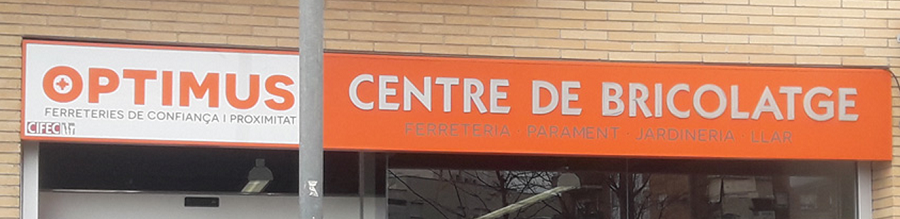 OPTIMUS
FERRETERIES DE CONFIANÇA I PROXIMITAT
CIFEC
CENTRE DE BRICOLATGE
FERRETERIA · PARAMENT · JARDINERIA · LLAR